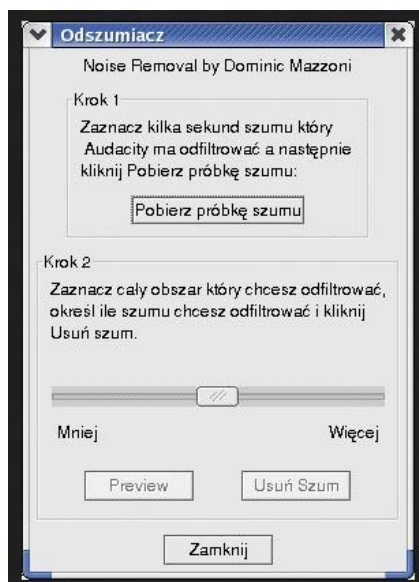 Odszumiacz
Noise Removal by Dominic Mazzoni
Krok 1
Zaznacz kilka sekund szumu który
Audacity ma odfiltrować a następnie
kliknij Pobierz próbkę szumu:
Pobierz próbkę szumu
Krok 2
Zaznacz cały obszar który chcesz odfiltrować,
określ ile szumu chcesz odfiltrować i kliknij
Usuń szum.
Mniej Więcej
Preview Usuń Szum
Zamknij